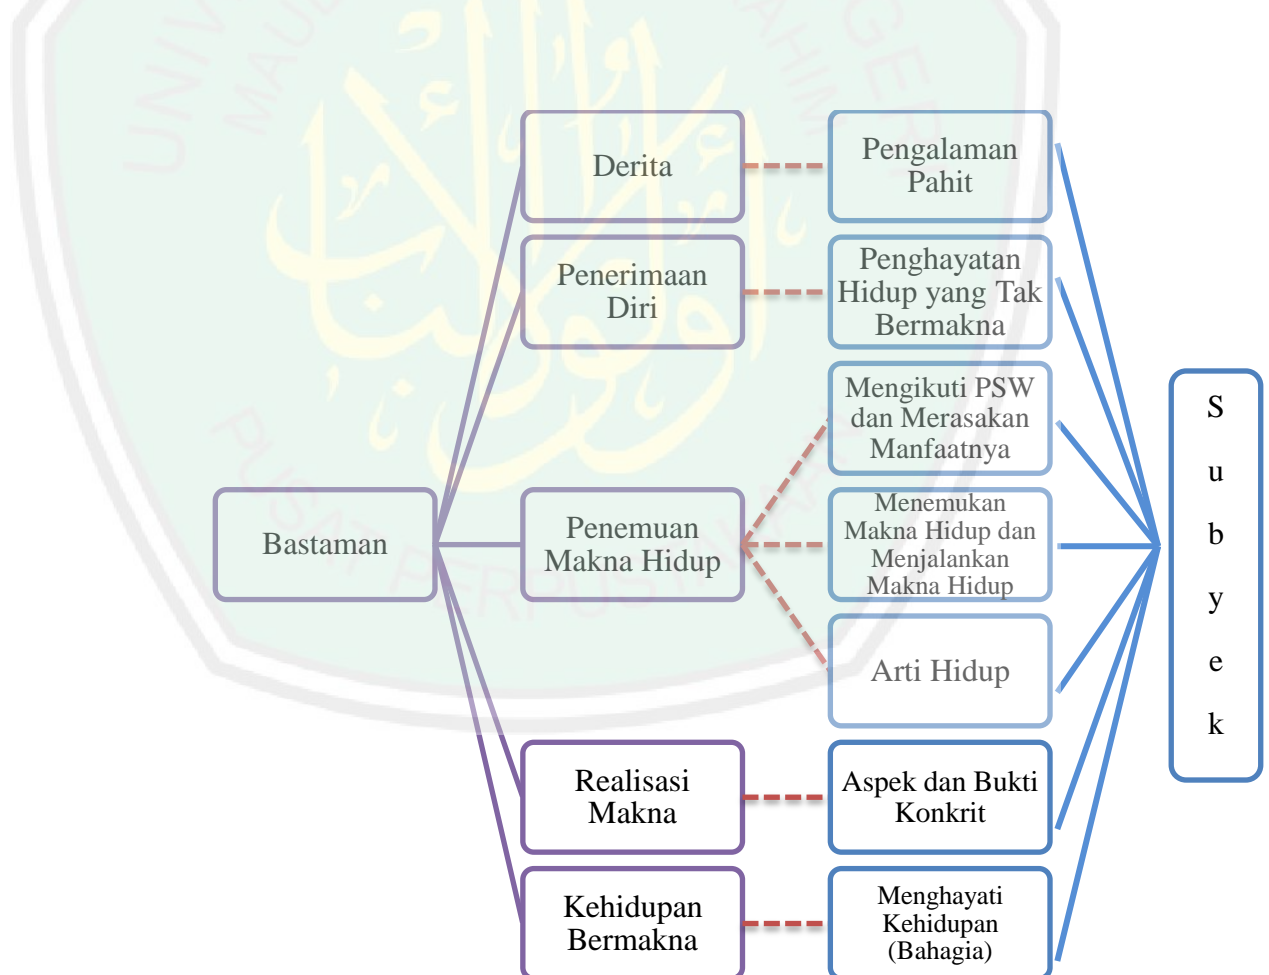 Derita
Pengalaman
Pahit
Penerimaan
Diri
Penghayatan
Hidup yang Tak
Bermakna
Mengikuti PSW
dan Merasakan
Manfaatnya
Bastaman
Penemuan
Makna Hidup
Menemukan
Makna Hidup dan
Menjalankan
Makna Hidup
Arti Hidup
Realisasi
Makna
Aspek dan Bukti
Konkrit
Kehidupan
Bermakna
Menghayati
Kehidupan
(Bahagia)
S
u
b
y
e
k